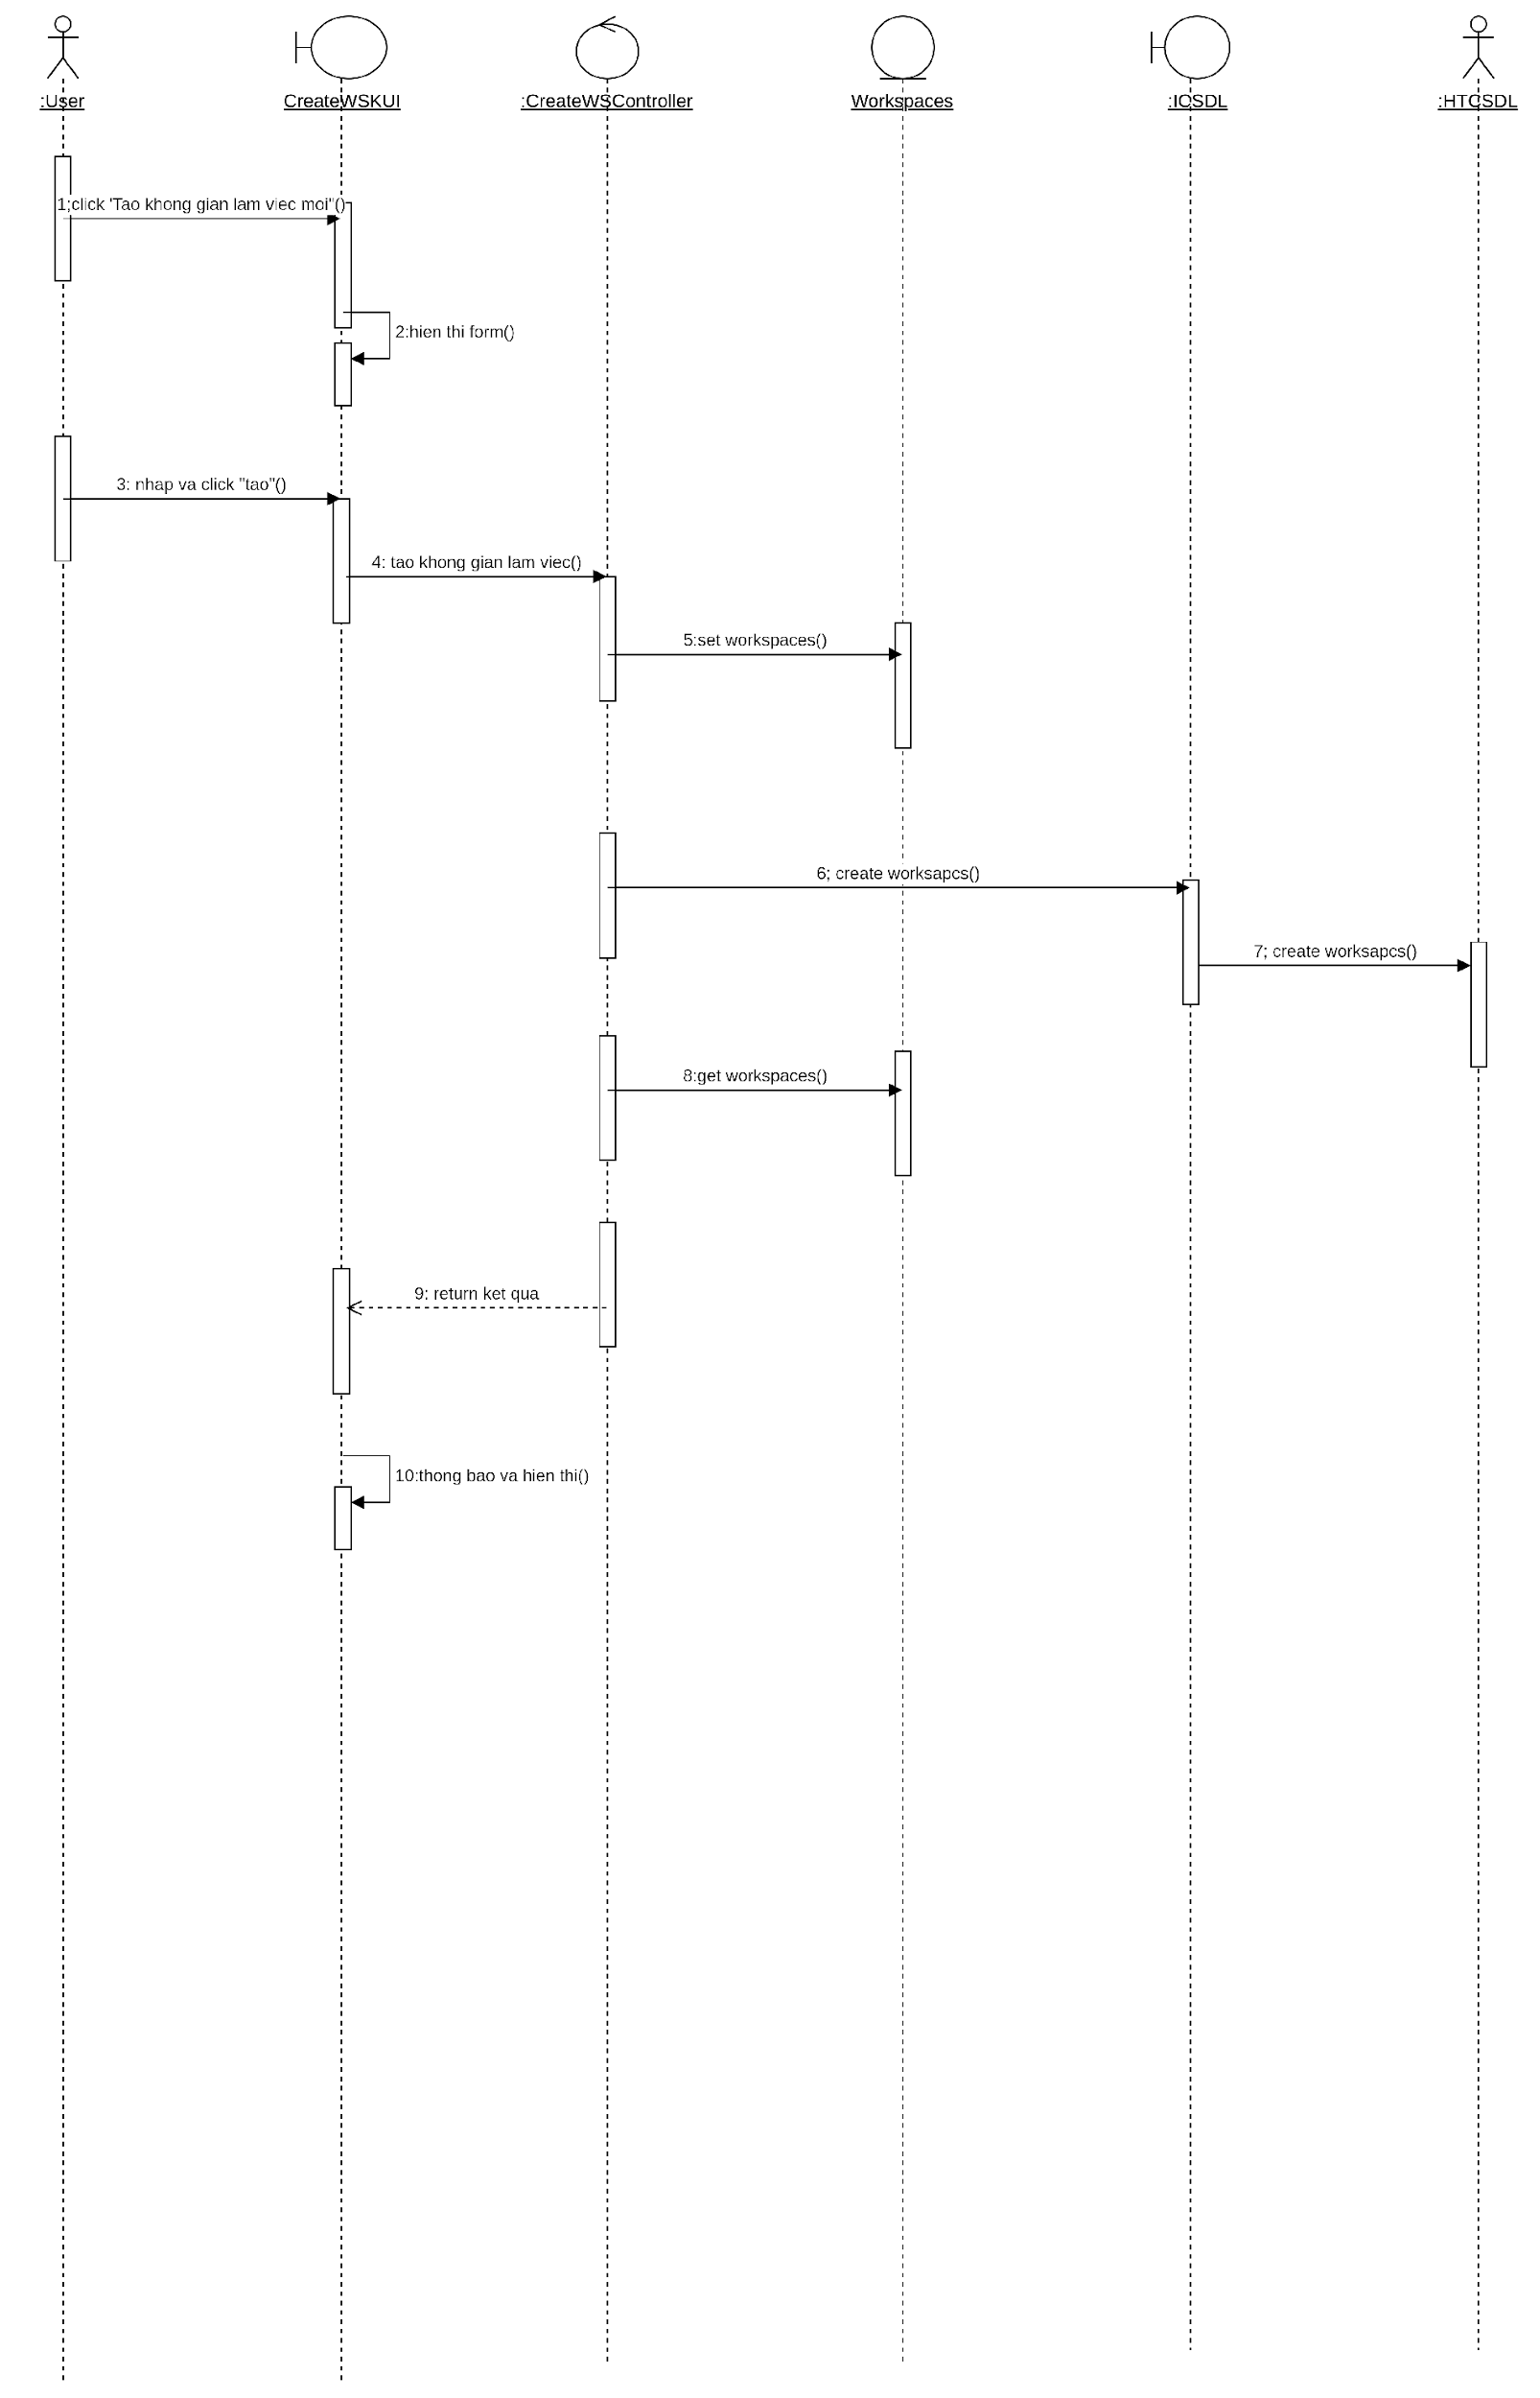 :User
CreateWSKUI
:CreateWSController
Workspaces
:ICSDL
:HTCSDL
1;click 'Tao khong gian lam viec moi"()
2:hien thi form()
3: nhap va click "tao"()
4: tao khong gian lam viec()
5:set workspaces()
6; create worksapcs()
7; create worksapcs()
8:get workspaces()
9: return ket qua
10:thong bao va hien thi()